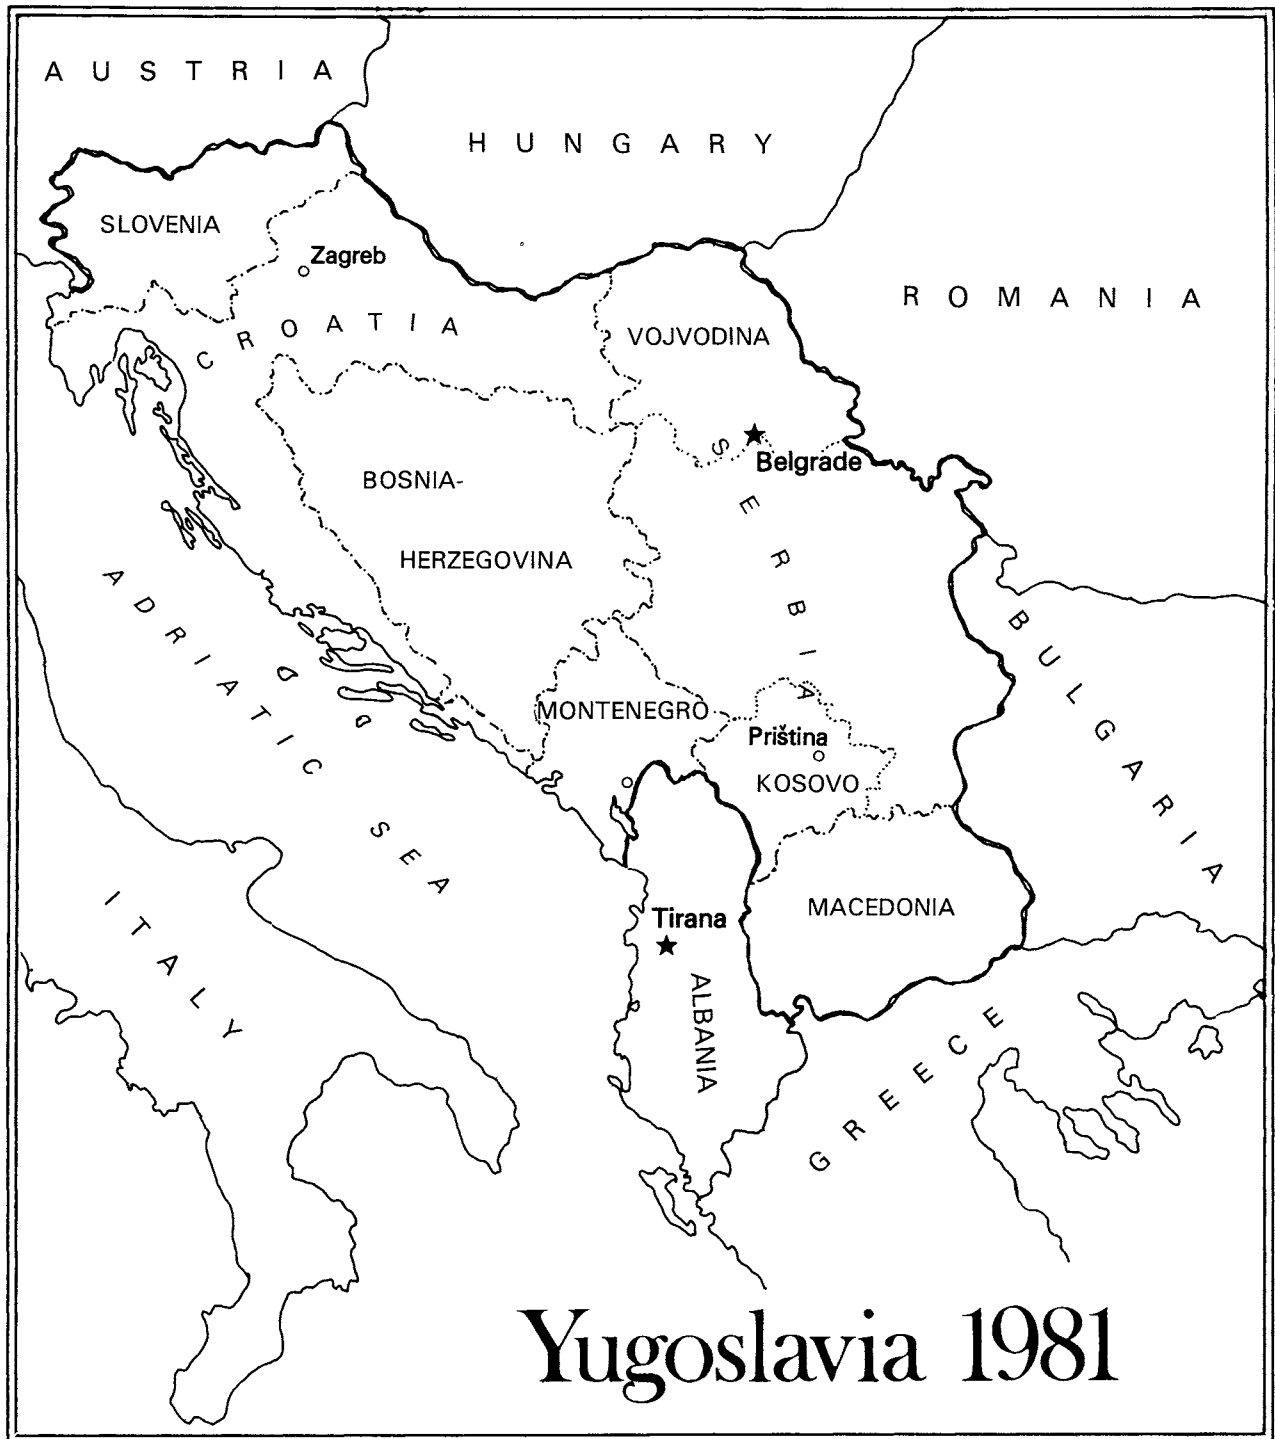 AUSTRIA
HUNGARY
SLOVENIA
Zagreb
ROMANIA
CROATIA
VOJVODINA
Belgrade
SERBIA
BOSNIA-
HERZEGOVINA
ADRIATIC SEA
BULGARIA
MONTENEGRO
Priština
KOSOVO
ITALY
MACEDONIA
Tirana
ALBANIA
GREECE
Yugoslavia 1981